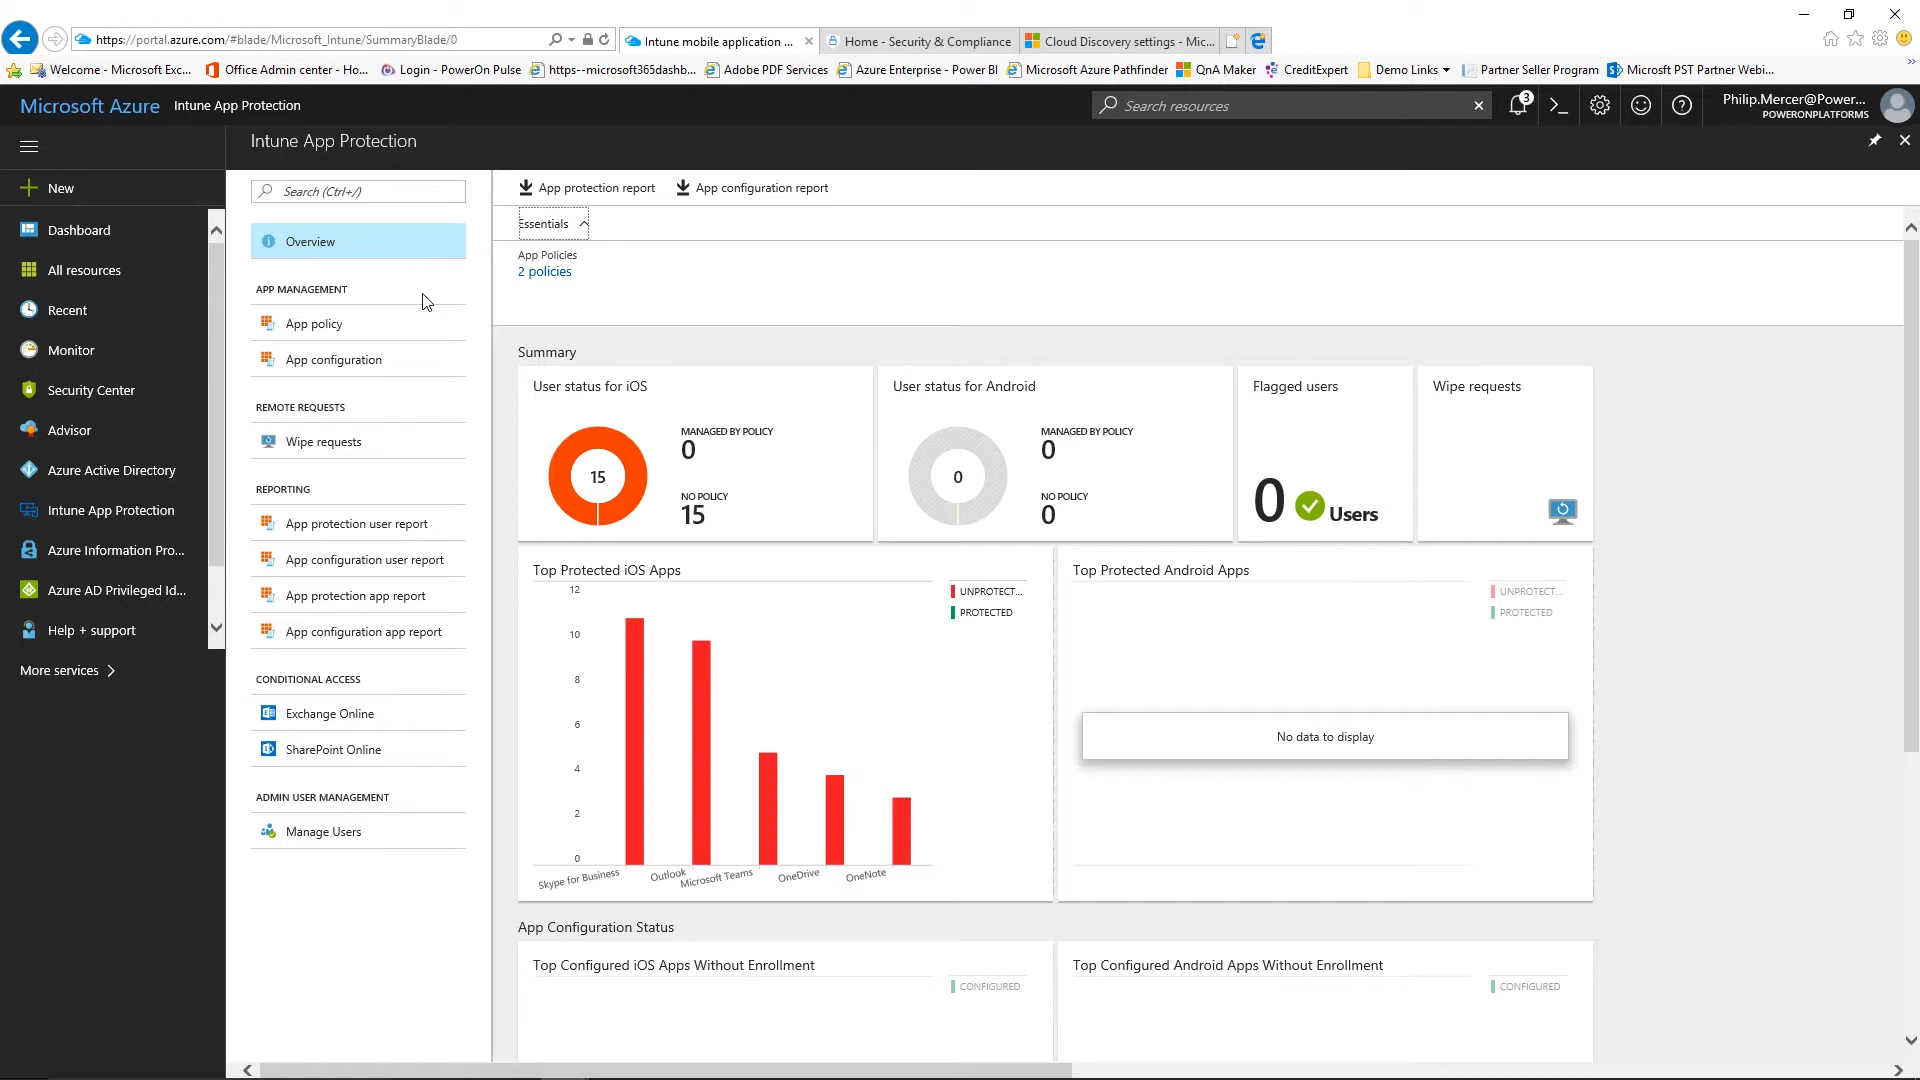 https://portal.azure.com/#blade/Microsoft_Intune/SummaryBlade/0
Intune mobile application ...
Home - Security & Compliance
Cloud Discovery settings - Mic...
Welcome - Microsoft Exc...
Office Admin center - Ho...
Login - PowerOn Pulse
https--microsoft365dashb...
Adobe PDF Services
Azure Enterprise - Power BI
Microsoft Azure Pathfinder
QnA Maker
CreditExpert
Demo Links
Partner Seller Program
Microsft PST Partner Webi...
Microsoft Azure
Intune App Protection
Search resources
3
Philip.Mercer@Power...
POWERONPLATFORMS
Intune App Protection
New
Dashboard
All resources
Recent
Monitor
Security Center
Advisor
Azure Active Directory
Intune App Protection
Azure Information Pro...
Azure AD Privileged Id...
Help + support
More services
Search (Ctrl+/)
Overview
APP MANAGEMENT
App policy
App configuration
REMOTE REQUESTS
Wipe requests
REPORTING
App protection user report
App configuration user report
App protection app report
App configuration app report
CONDITIONAL ACCESS
Exchange Online
SharePoint Online
ADMIN USER MANAGEMENT
Manage Users
App protection report
App configuration report
Essentials
App Policies
2 policies
Summary
User status for iOS
15
MANAGED BY POLICY
0
NO POLICY
15
User status for Android
0
MANAGED BY POLICY
0
NO POLICY
0
Flagged users
0 Users
Wipe requests
Top Protected iOS Apps
UNPROTECT...
PROTECTED
12
10
8
6
4
2
0
Skype for Business
Outlook
Microsoft Teams
OneDrive
OneNote
Top Protected Android Apps
UNPROTECT...
PROTECTED
No data to display
App Configuration Status
Top Configured iOS Apps Without Enrollment
CONFIGURED
Top Configured Android Apps Without Enrollment
CONFIGURED